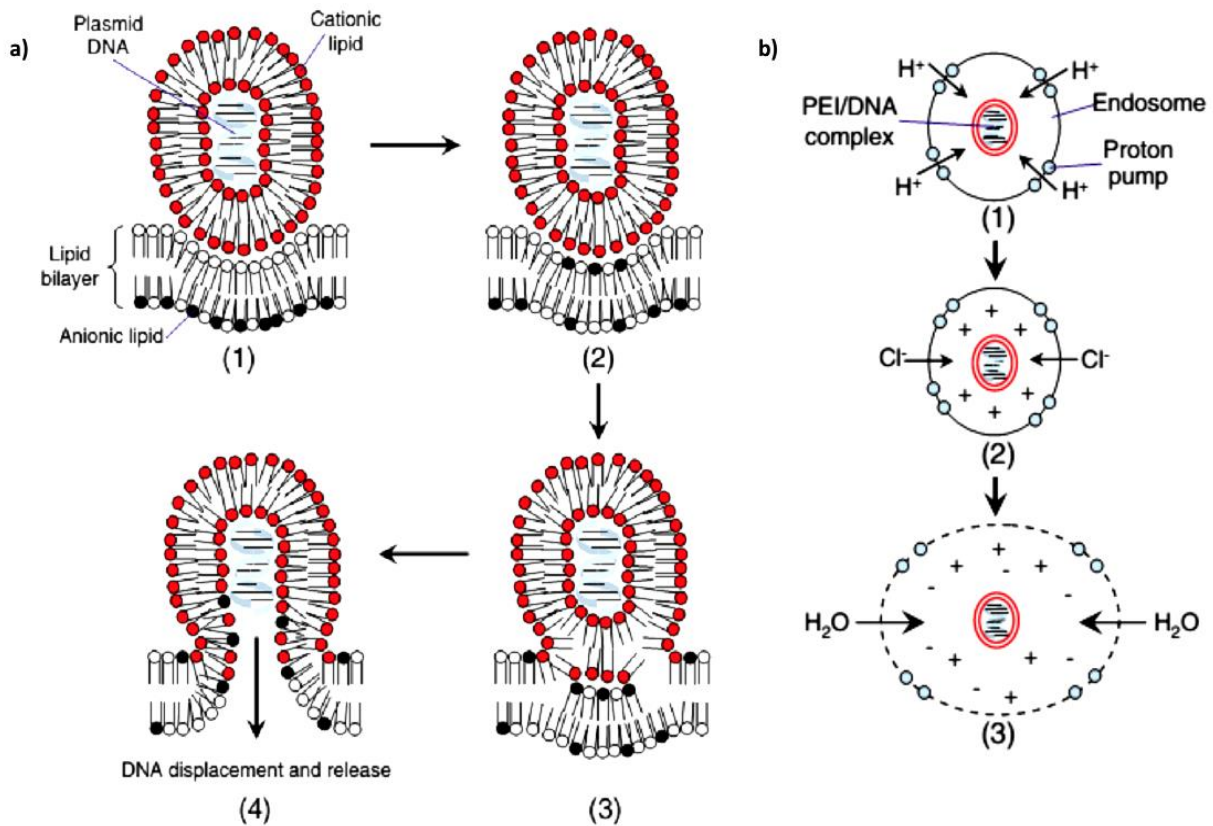 a)
Plasmid
DNA
Cationic
lipid
Lipid
bilayer
Anionic lipid
(1)
(2)
(3)
DNA displacement and release
(4)
b)
H⁺
H⁺
PEI/DNA
complex
Endosome
Proton
pump
H⁺
H⁺
(1)
+
+
+
+
Cl⁻
Cl⁻
+
+
+
(2)
+
+
-
+
-
-
H₂O
H₂O
-
+
+
-
-
+
(3)